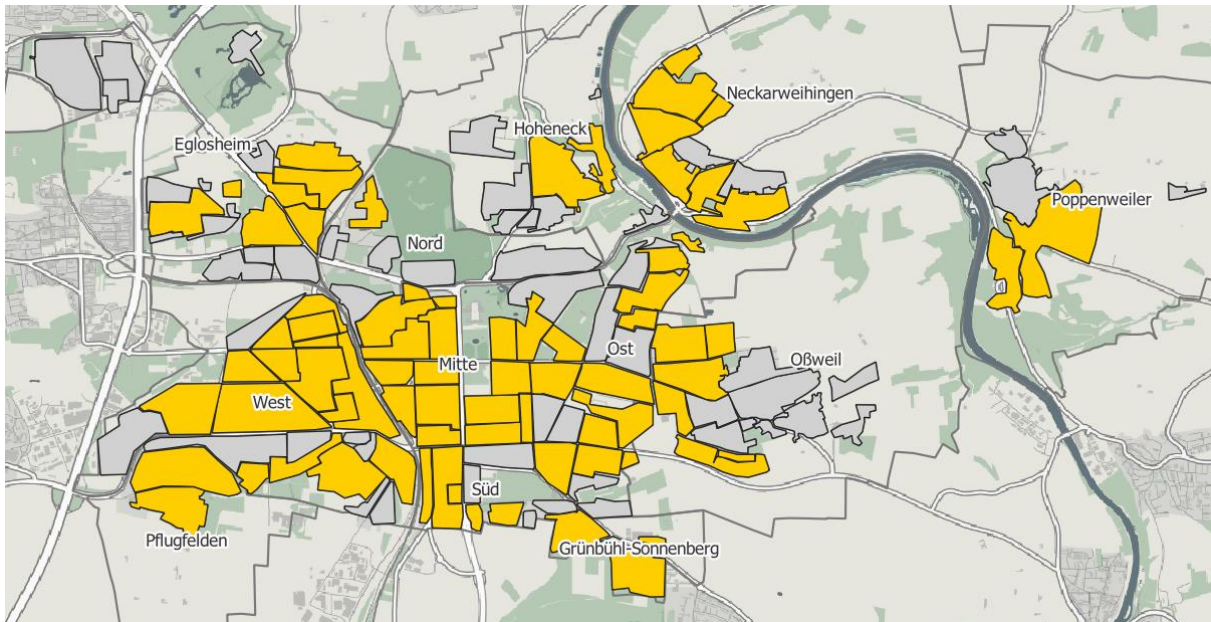 Neckarweihingen
Hoheneck
Eglosheim
Poppenweiler
Nord
Ost
Oßweil
Mitte
West
Süd
Pflugfelden
Grünbühl-Sonnenberg